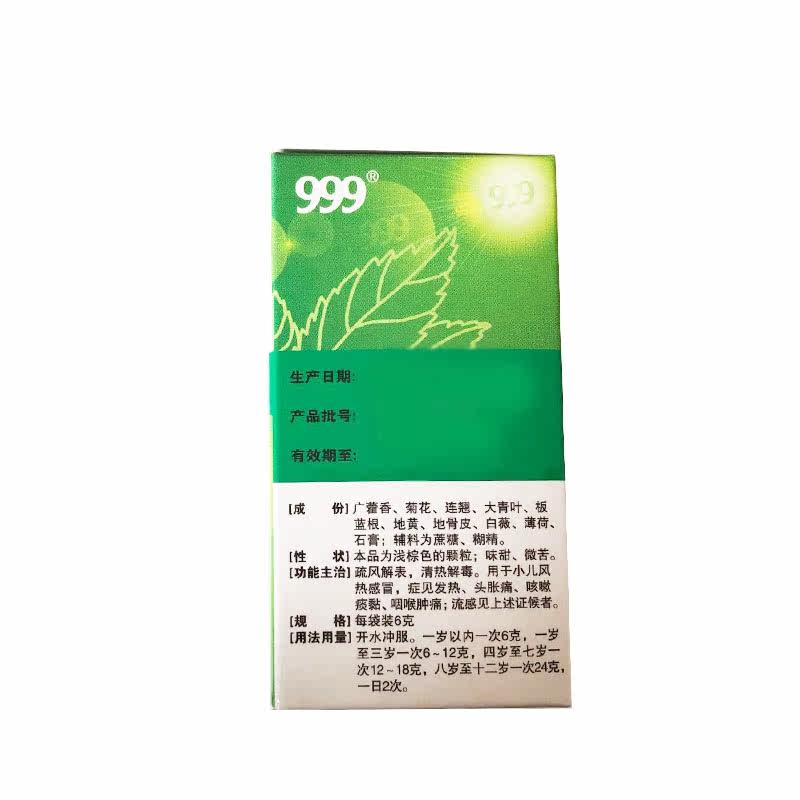 999®
999
999
生产日期:
产品批号:
有效期至:
[成 份]广藿香、菊花、连翘、大青叶、板
蓝根、地黄、地骨皮、白薇、薄荷、
石膏；辅料为蔗糖、糊精。
[性 状]本品为浅棕色的颗粒；味甜、微苦。
[功能主治]疏风解表，清热解毒。用于小儿风
热感冒，症见发热、头胀痛、咳嗽
痰黏、咽喉肿痛；流感见上述证候者。
[规 格]每袋装6克
[用法用量]开水冲服。一岁以内一次6克，一岁
至三岁一次6~12克，四岁至七岁一
次12~18克，八岁至十二岁一次24克，
一日2次。